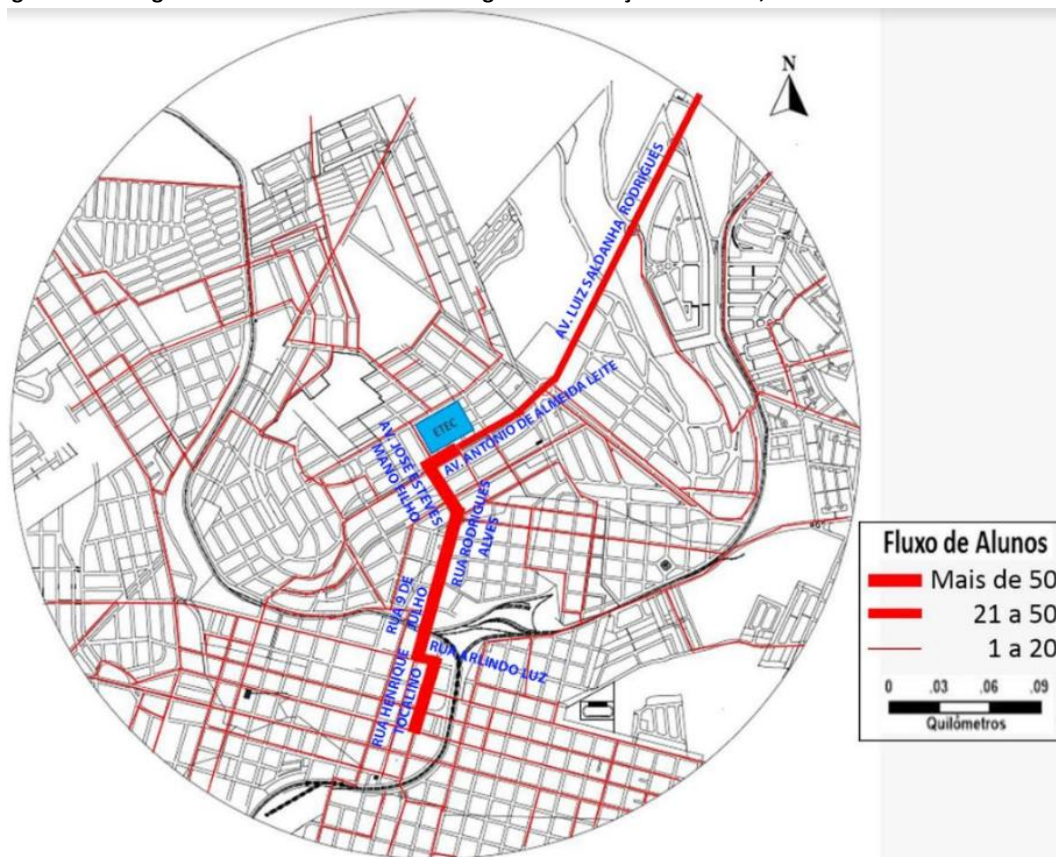 N
AV. LUIZ SALDANHA RODRIGUES
ETEC
AV. ANTÔNIO DE ALMEIDA LEITE
AV. JOSÉ ESTEVES
MANO FILHO
RUA RODRIGUES
ALVES
RUA 9 DE
JULHO
RUA ARLINDO LUZ
RUA HENRIQUE
TOCALINO
Fluxo de Alunos
Mais de 50
21 a 50
1 a 20
0 .03 .06 .09
Quilómetros